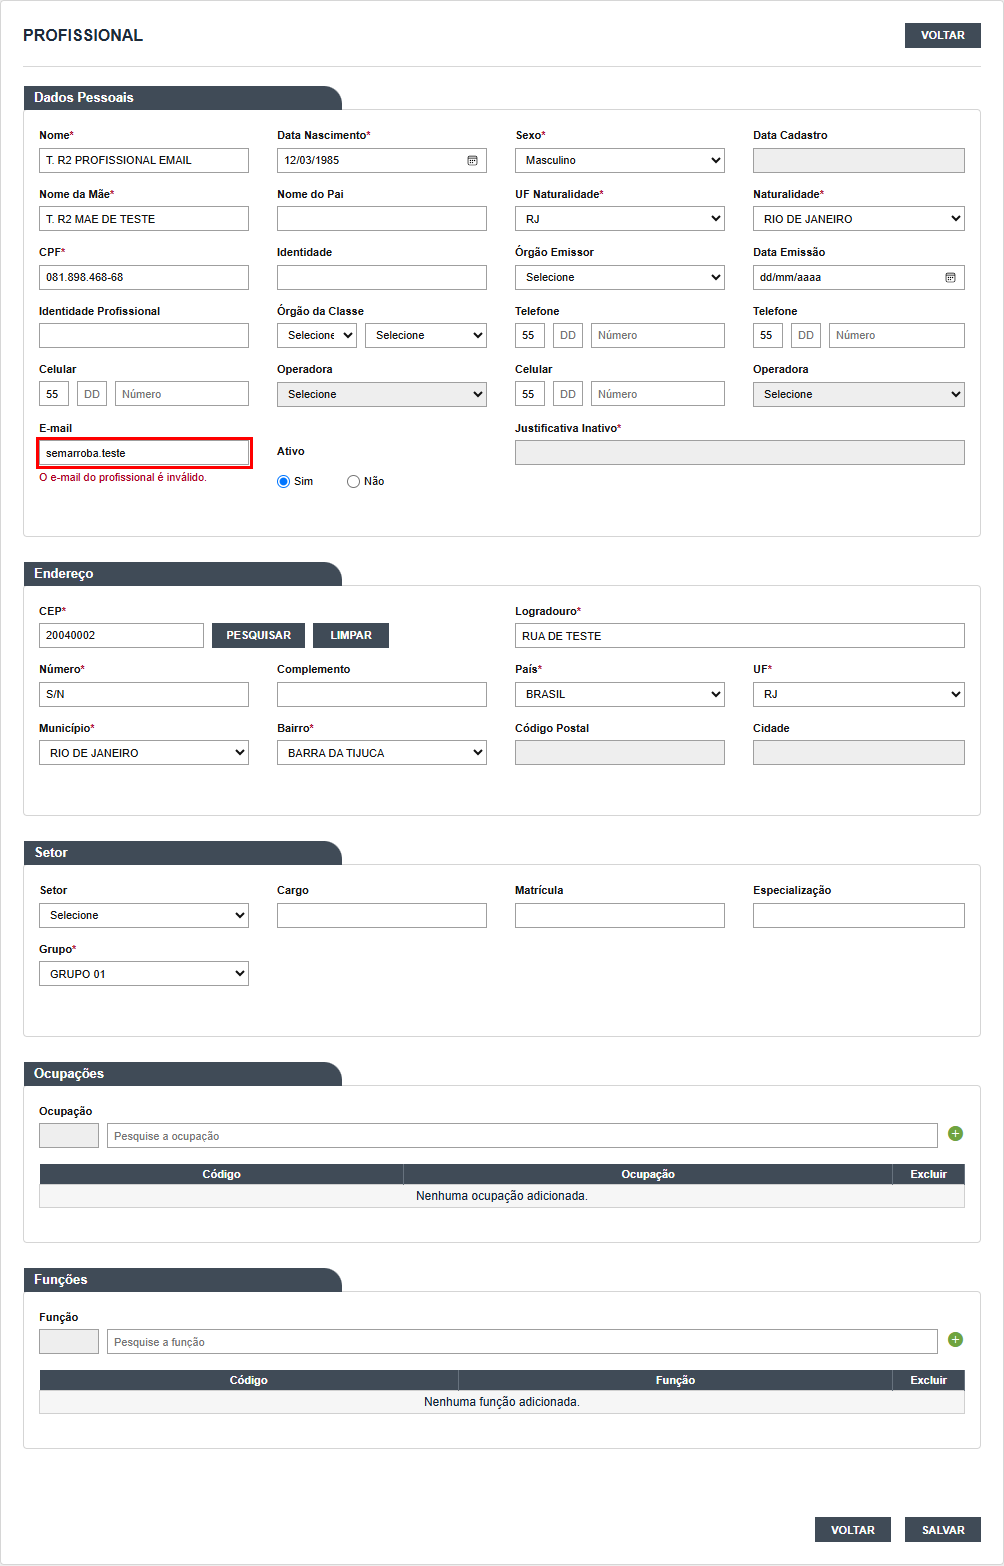 PROFISSIONAL
VOLTAR
Dados Pessoais
Nome* Data Nascimento* Sexo* Data Cadastro
T. R2 PROFISSIONAL EMAIL 12/03/1985 Masculino
Nome da Mãe* Nome do Pai UF Naturalidade* Naturalidade*
T. R2 MAE DE TESTE RJ RIO DE JANEIRO
CPF* Identidade Órgão Emissor Data Emissão
081.898.468-68 Selecione dd/mm/aaaa
Identidade Profissional Órgão da Classe Telefone Telefone
Selecione Selecione 55 DD Número 55 DD Número
Celular Operadora Celular Operadora
55 DD Número Selecione 55 DD Número Selecione
E-mail Justificativa Inativo*
semarroba.teste Ativo
O e-mail do profissional é inválido. Sim Não
Endereço
CEP* Logradouro*
20040002 PESQUISAR LIMPAR RUA DE TESTE
Número* Complemento País* UF*
S/N BRASIL RJ
Município* Bairro* Código Postal Cidade
RIO DE JANEIRO BARRA DA TIJUCA
Setor
Setor Cargo Matrícula Especialização
Selecione
Grupo*
GRUPO 01
Ocupações
Ocupação
Pesquise a ocupação
Código Ocupação Excluir
Nenhuma ocupação adicionada.
Funções
Função
Pesquise a função
Código Função Excluir
Nenhuma função adicionada.
VOLTAR SALVAR